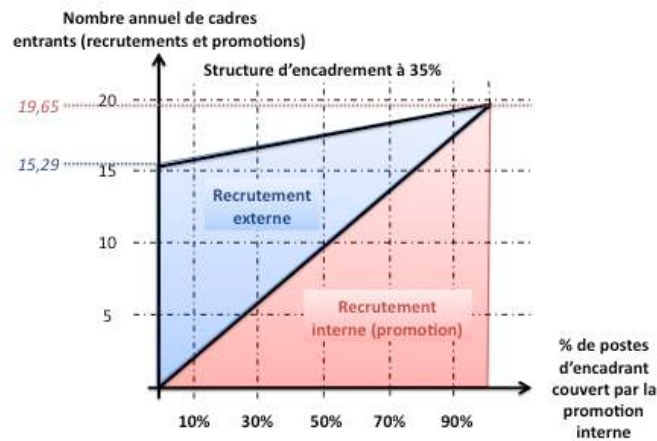 Nombre annuel de cadres
entrants (recrutements et promotions)
Structure d'encadrement à 35%
20
19,65
15,29
15
Recrutement
externe
10
Recrutement
interne (promotion)
5
% de postes
d'encadrant
couvert par la
promotion
interne
10% 30% 50% 70% 90%